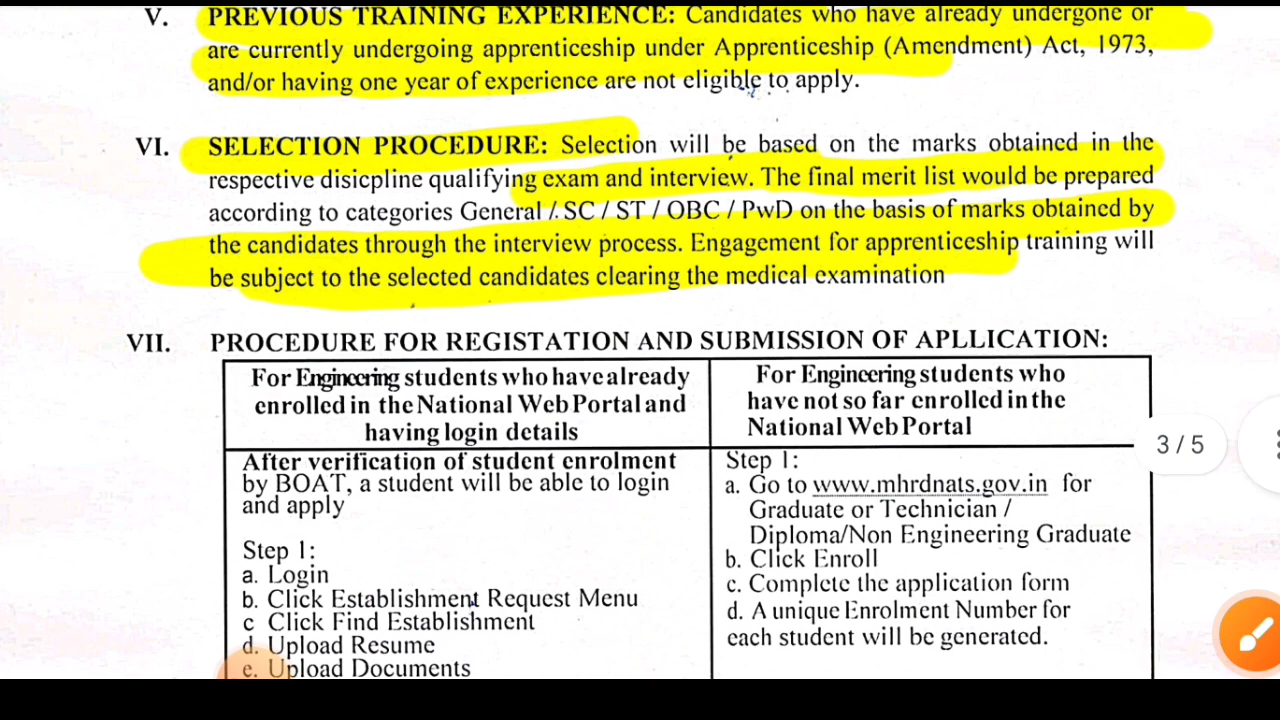 V. PREVIOUS TRAINING EXPERIENCE: Candidates who have already undergone or
are currently undergoing apprenticeship under Apprenticeship (Amendment) Act, 1973,
and/or having one year of experience are not eligible to apply.
VI. SELECTION PROCEDURE: Selection will be based on the marks obtained in the
respective disicpline qualifying exam and interview. The final merit list would be prepared
according to categories General / SC / ST / OBC / PwD on the basis of marks obtained by
the candidates through the interview process. Engagement for apprenticeship training will
be subject to the selected candidates clearing the medical examination
VII. PROCEDURE FOR REGISTATION AND SUBMISSION OF APLLICATION:
For Engineering students who have already
enrolled in the National Web Portal and
having login details
After verification of student enrolment
by BOAT, a student will be able to login
and apply
Step 1:
a. Login
b. Click Establishment Request Menu
c Click Find Establishment
d. Upload Resume
e. Upload Documents
For Engineering students who
have not so far enrolled in the
National Web Portal
Step 1:
a. Go to www.mhrdnats.gov.in for
Graduate or Technician /
Diploma/Non Engineering Graduate
b. Click Enroll
c. Complete the application form
d. A unique Enrolment Number for
each student will be generated.
3 / 5